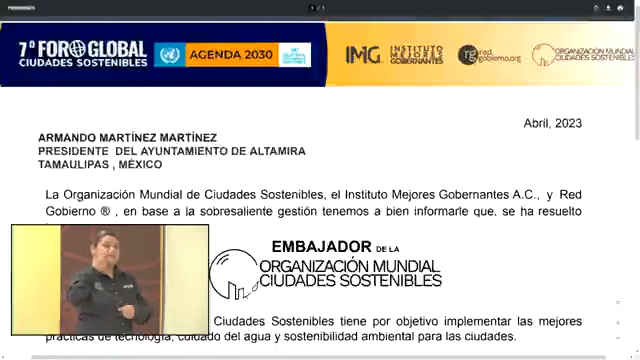 7º FORO GLOBAL
CIUDADES SOSTENIBLES
AGENDA 2030
IMG INSTITUTO MEJORES GOBERNANTES
rg red gobierno.org
ORGANIZACIÓN MUNDIAL
CIUDADES SOSTENIBLES
Abril, 2023
ARMANDO MARTÍNEZ MARTÍNEZ
PRESIDENTE DEL AYUNTAMIENTO DE ALTAMIRA
TAMAULIPAS , MÉXICO
La Organización Mundial de Ciudades Sostenibles, el Instituto Mejores Gobernantes A.C., y Red
Gobierno ® , en base a la sobresaliente gestión tenemos a bien informarle que, se ha resuelto
EMBAJADOR DE LA
ORGANIZACIÓN MUNDIAL
CIUDADES SOSTENIBLES
Ciudades Sostenibles tiene por objetivo implementar las mejores
prácticas de tecnología, cuidado del agua y sostenibilidad ambiental para las ciudades.